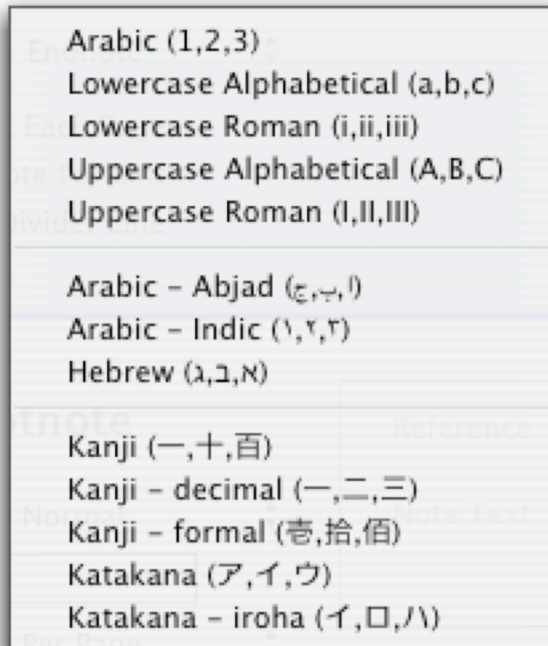 Arabic (1,2,3)
Lowercase Alphabetical (a,b,c)
Lowercase Roman (i,ii,iii)
Uppercase Alphabetical (A,B,C)
Uppercase Roman (I,II,III)
Arabic – Abjad (ا,ب,ج)
Arabic – Indic (١,٢,٣)
Hebrew (א,ב,ג)
Kanji (一,十,百)
Kanji – decimal (一,二,三)
Kanji – formal (壱,拾,佰)
Katakana (ア,イ,ウ)
Katakana – iroha (イ,ロ,ハ)